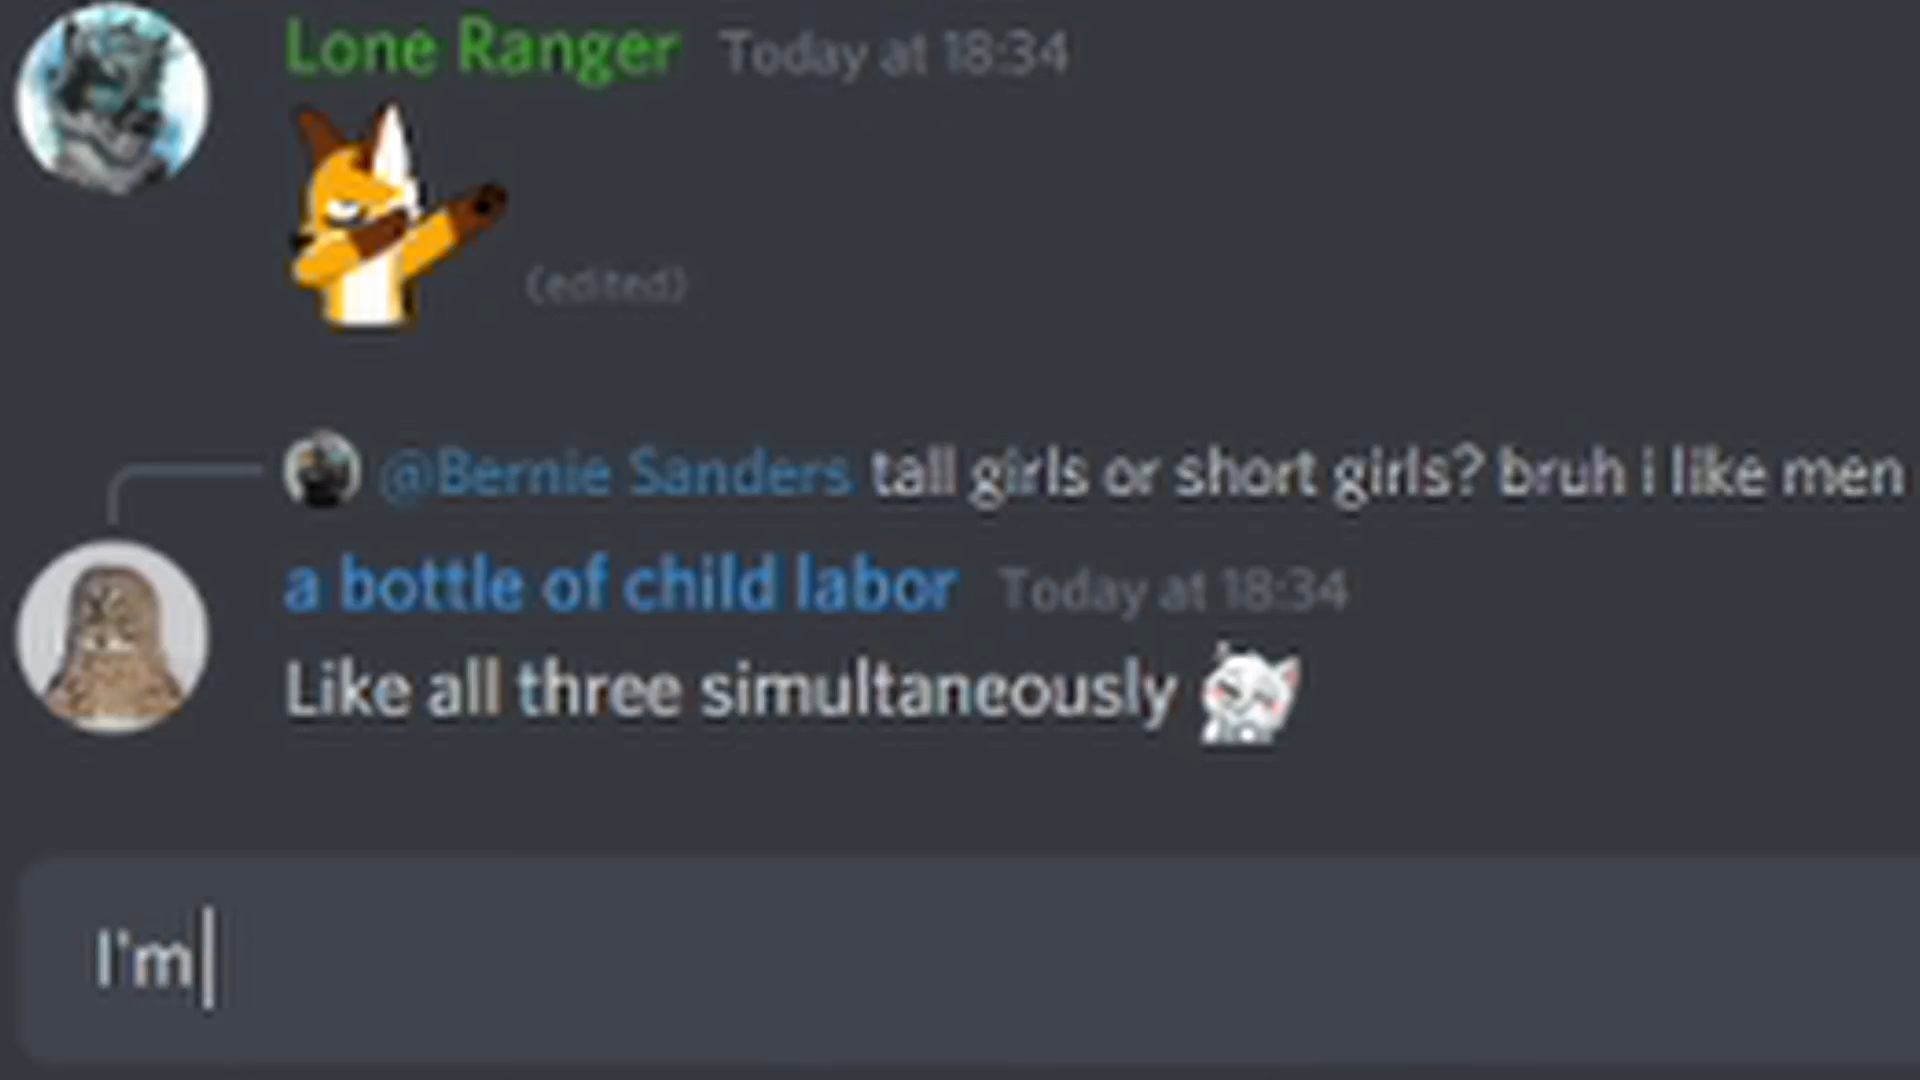 Lone Ranger Today at 18:34
(edited)
@Bernie Sanders tall girls or short girls? bruh i like men
a bottle of child labor Today at 18:34
Like all three simultaneously
I'm